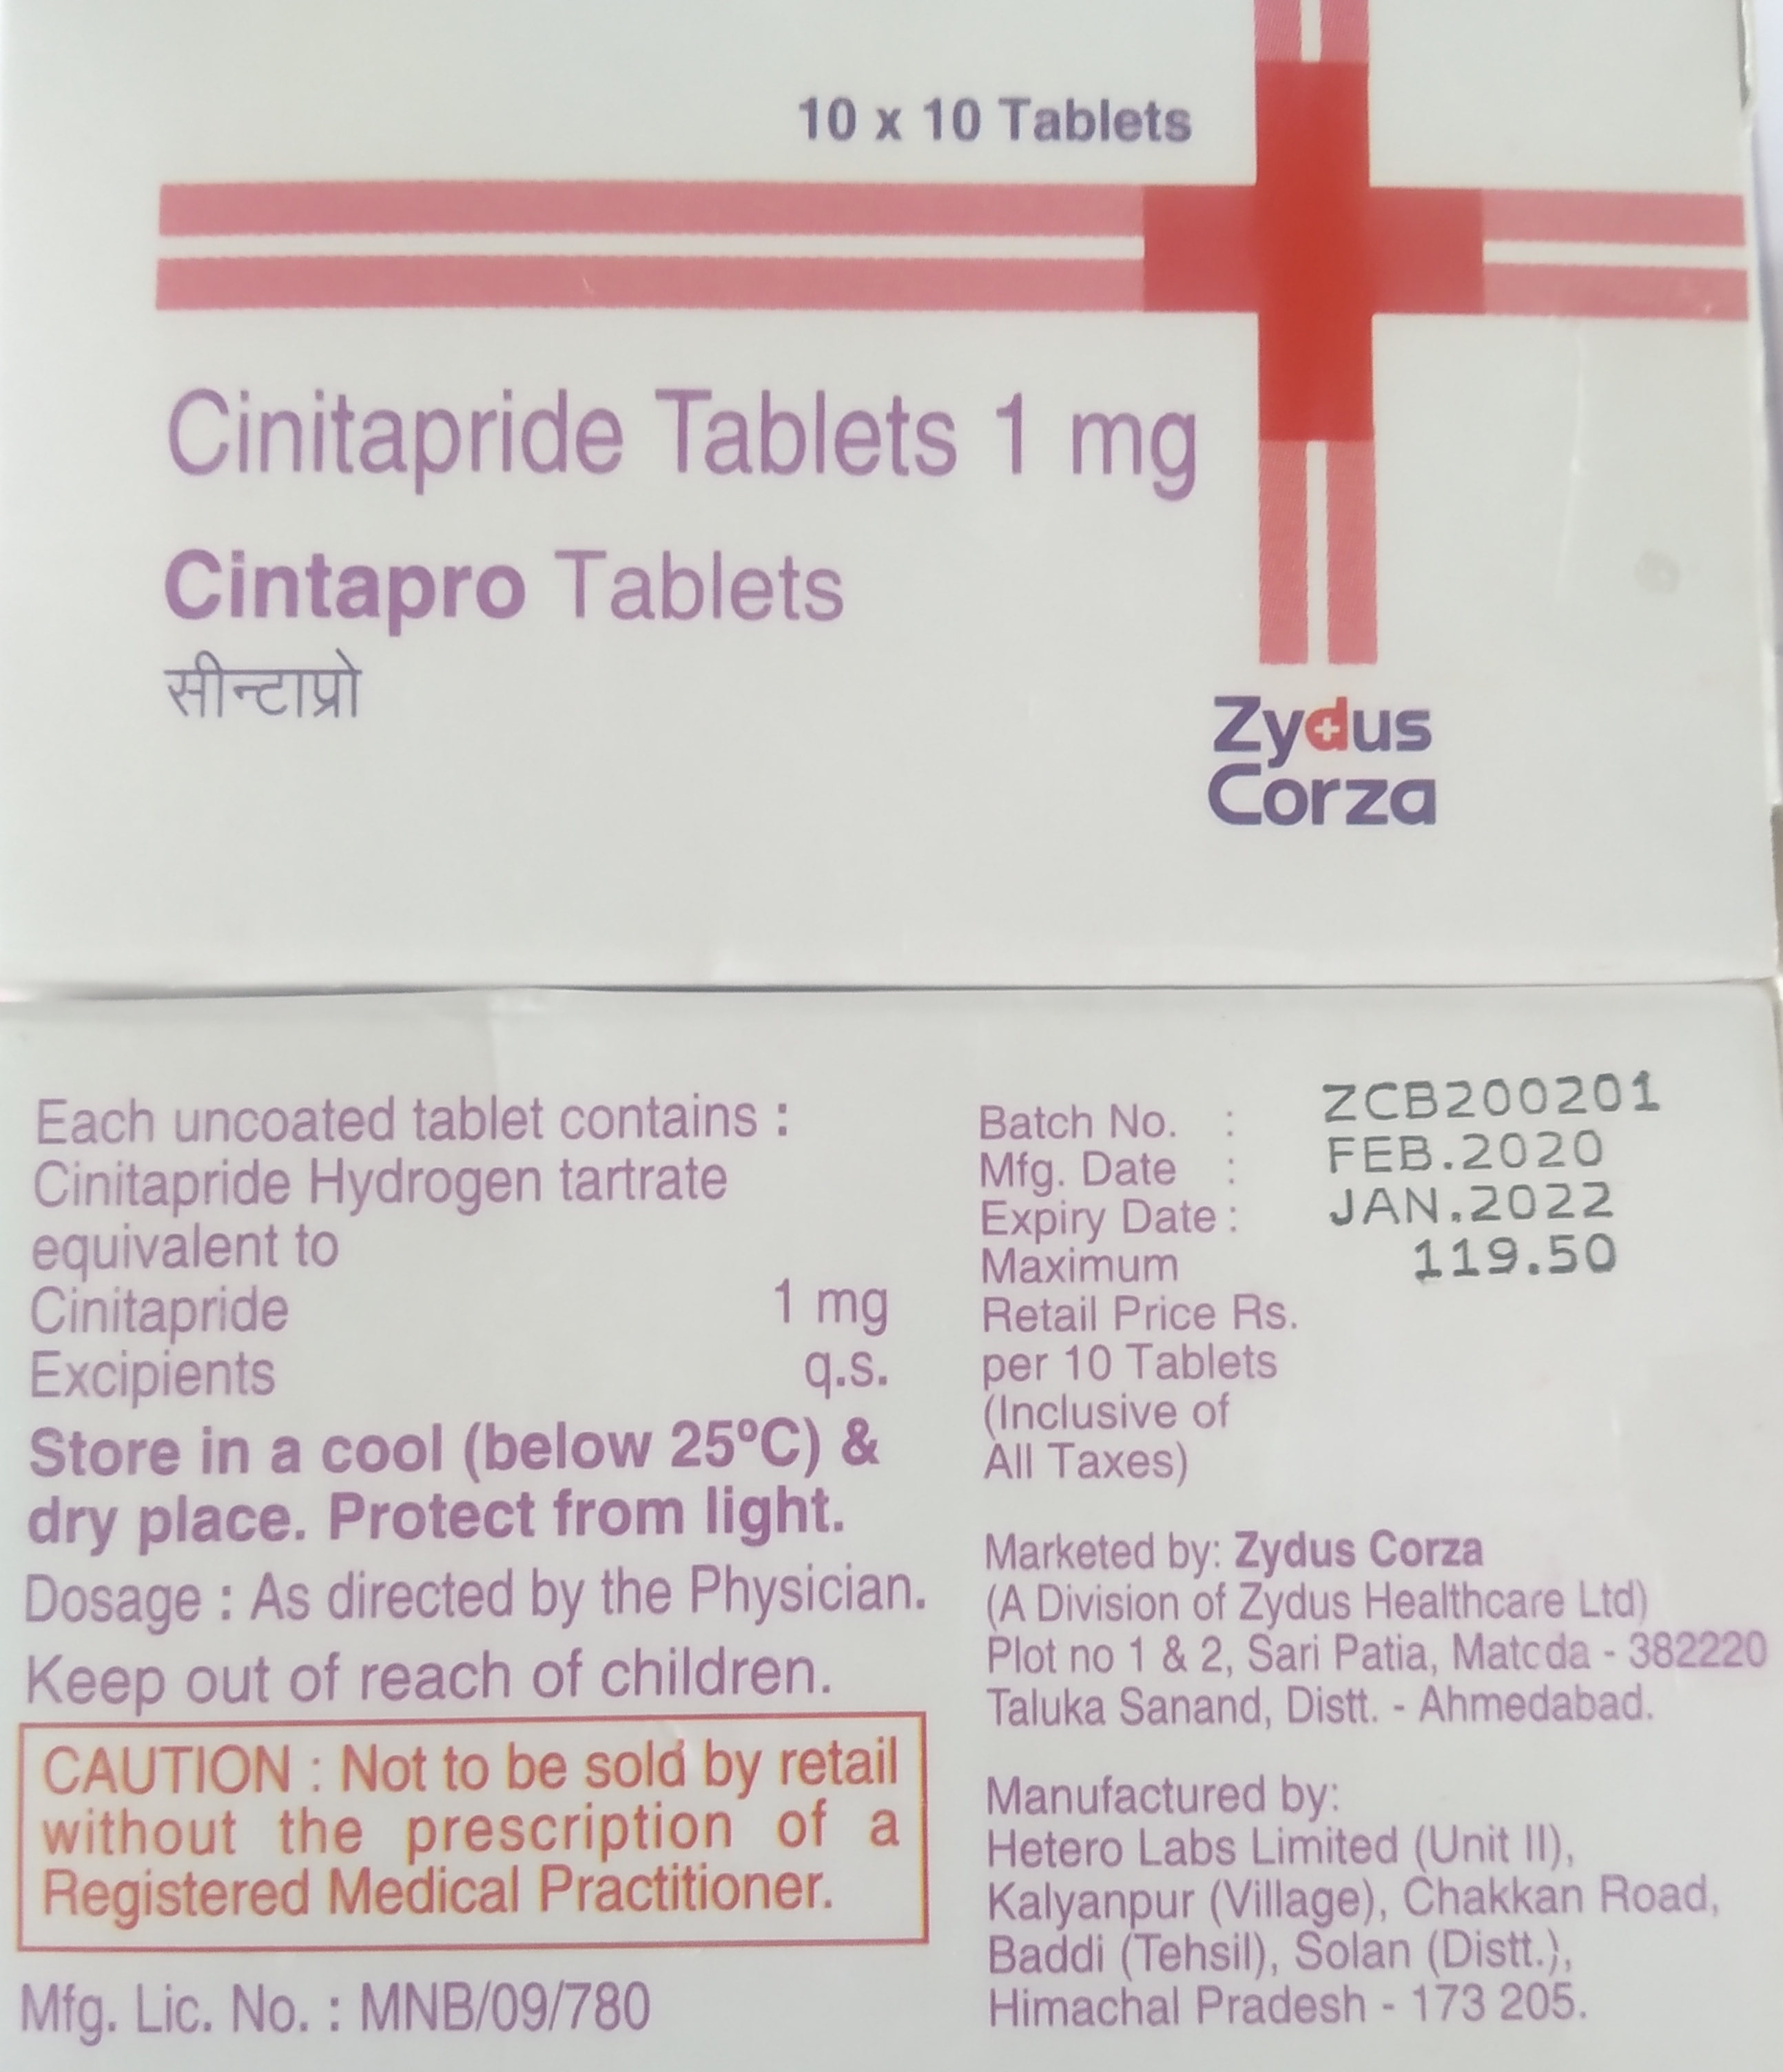 10 x 10 Tablets
Cinitapride Tablets 1 mg
Cintapro Tablets
सीन्टाप्रो
Zydus
Corza
Each uncoated tablet contains :
Cinitapride Hydrogen tartrate
equivalent to
Cinitapride 1 mg
Excipients q.s.
Store in a cool (below 25ºC) &
dry place. Protect from light.
Dosage : As directed by the Physician.
Keep out of reach of children.
CAUTION : Not to be sold by retail
without the prescription of a
Registered Medical Practitioner.
Mfg. Lic. No. : MNB/09/780
Batch No. : ZCB200201
Mfg. Date : FEB.2020
Expiry Date : JAN.2022
Maximum 119.50
Retail Price Rs.
per 10 Tablets
(Inclusive of
All Taxes)
Marketed by: Zydus Corza
(A Division of Zydus Healthcare Ltd)
Plot no 1 & 2, Sari Patia, Matcda - 382220
Taluka Sanand, Distt. - Ahmedabad.
Manufactured by:
Hetero Labs Limited (Unit II),
Kalyanpur (Village), Chakkan Road,
Baddi (Tehsil), Solan (Distt.),
Himachal Pradesh - 173 205.